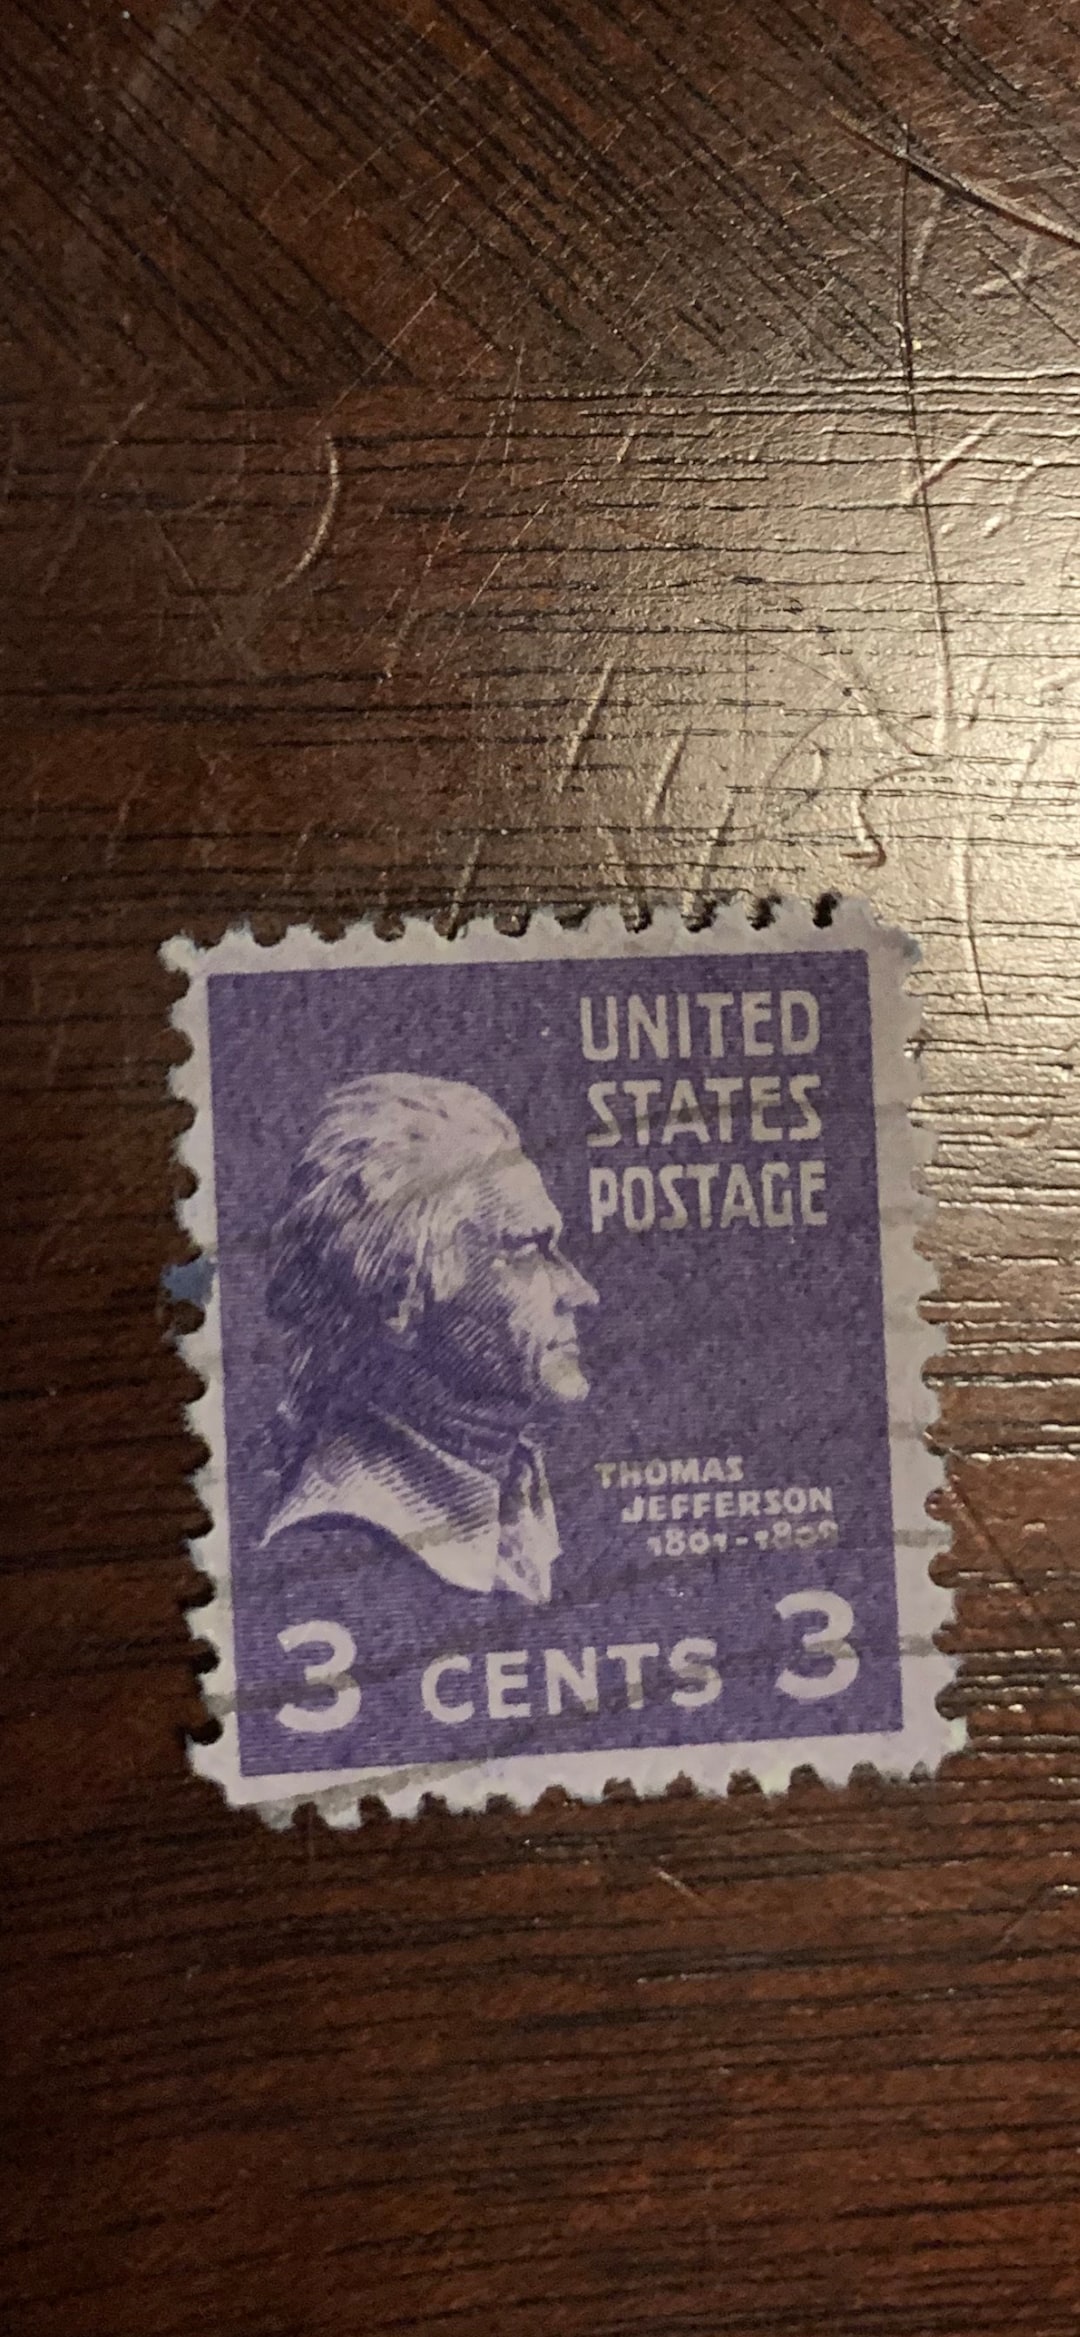 UNITED
STATES
POSTAGE
THOMAS
JEFFERSON
1801-1809
3 CENTS 3